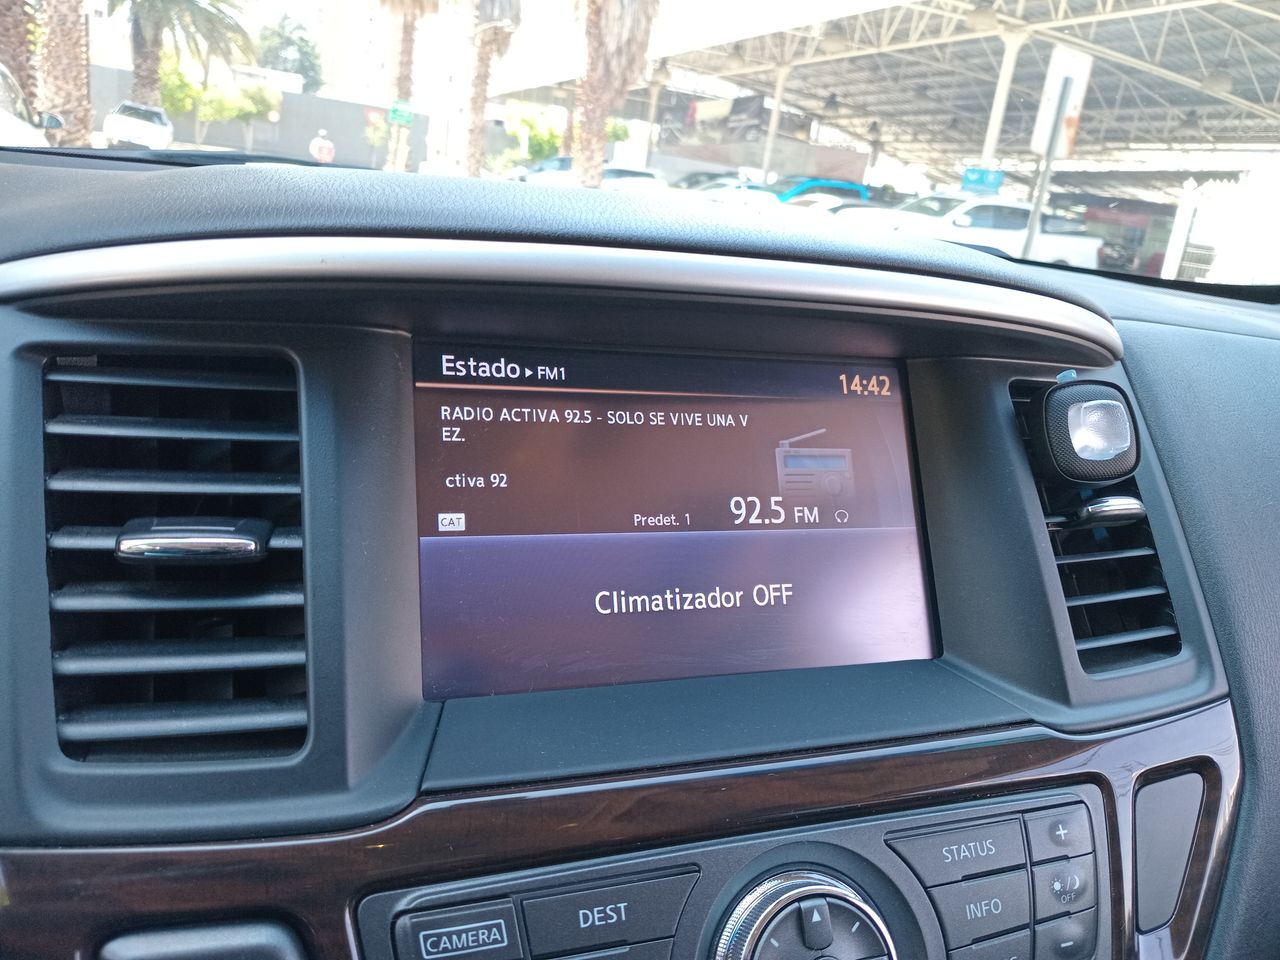 Estado ▸ FM1
14:42
RADIO ACTIVA 92.5 - SOLO SE VIVE UNA V
EZ.
ctiva 92
CAT
Predet. 1
92.5 FM
Climatizador OFF
CAMERA
DEST
STATUS
INFO
+
OFF
-